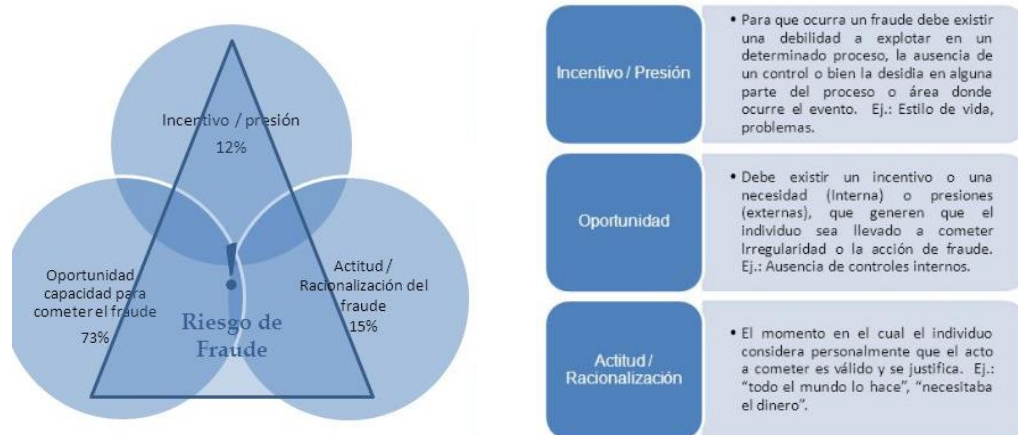 Incentivo / presión
12%
Oportunidad,
capacidad para
cometer el fraude
73%
Actitud /
Racionalización del
fraude
15%
!
Riesgo de
Fraude
Incentivo / Presión
• Para que ocurra un fraude debe existir
una debilidad a explotar en un
determinado proceso, la ausencia de
un control o bien la desidia en alguna
parte del proceso o área donde
ocurre el evento. Ej.: Estilo de vida,
problemas.
Oportunidad
• Debe existir un incentivo o una
necesidad (Interna) o presiones
(externas), que generen que el
individuo sea llevado a cometer
Irregularidad o la acción de fraude.
Ej.: Ausencia de controles internos.
Actitud /
Racionalización
• El momento en el cual el individuo
considera personalmente que el acto
a cometer es válido y se justifica. Ej.:
“todo el mundo lo hace”, “necesitaba
el dinero”.